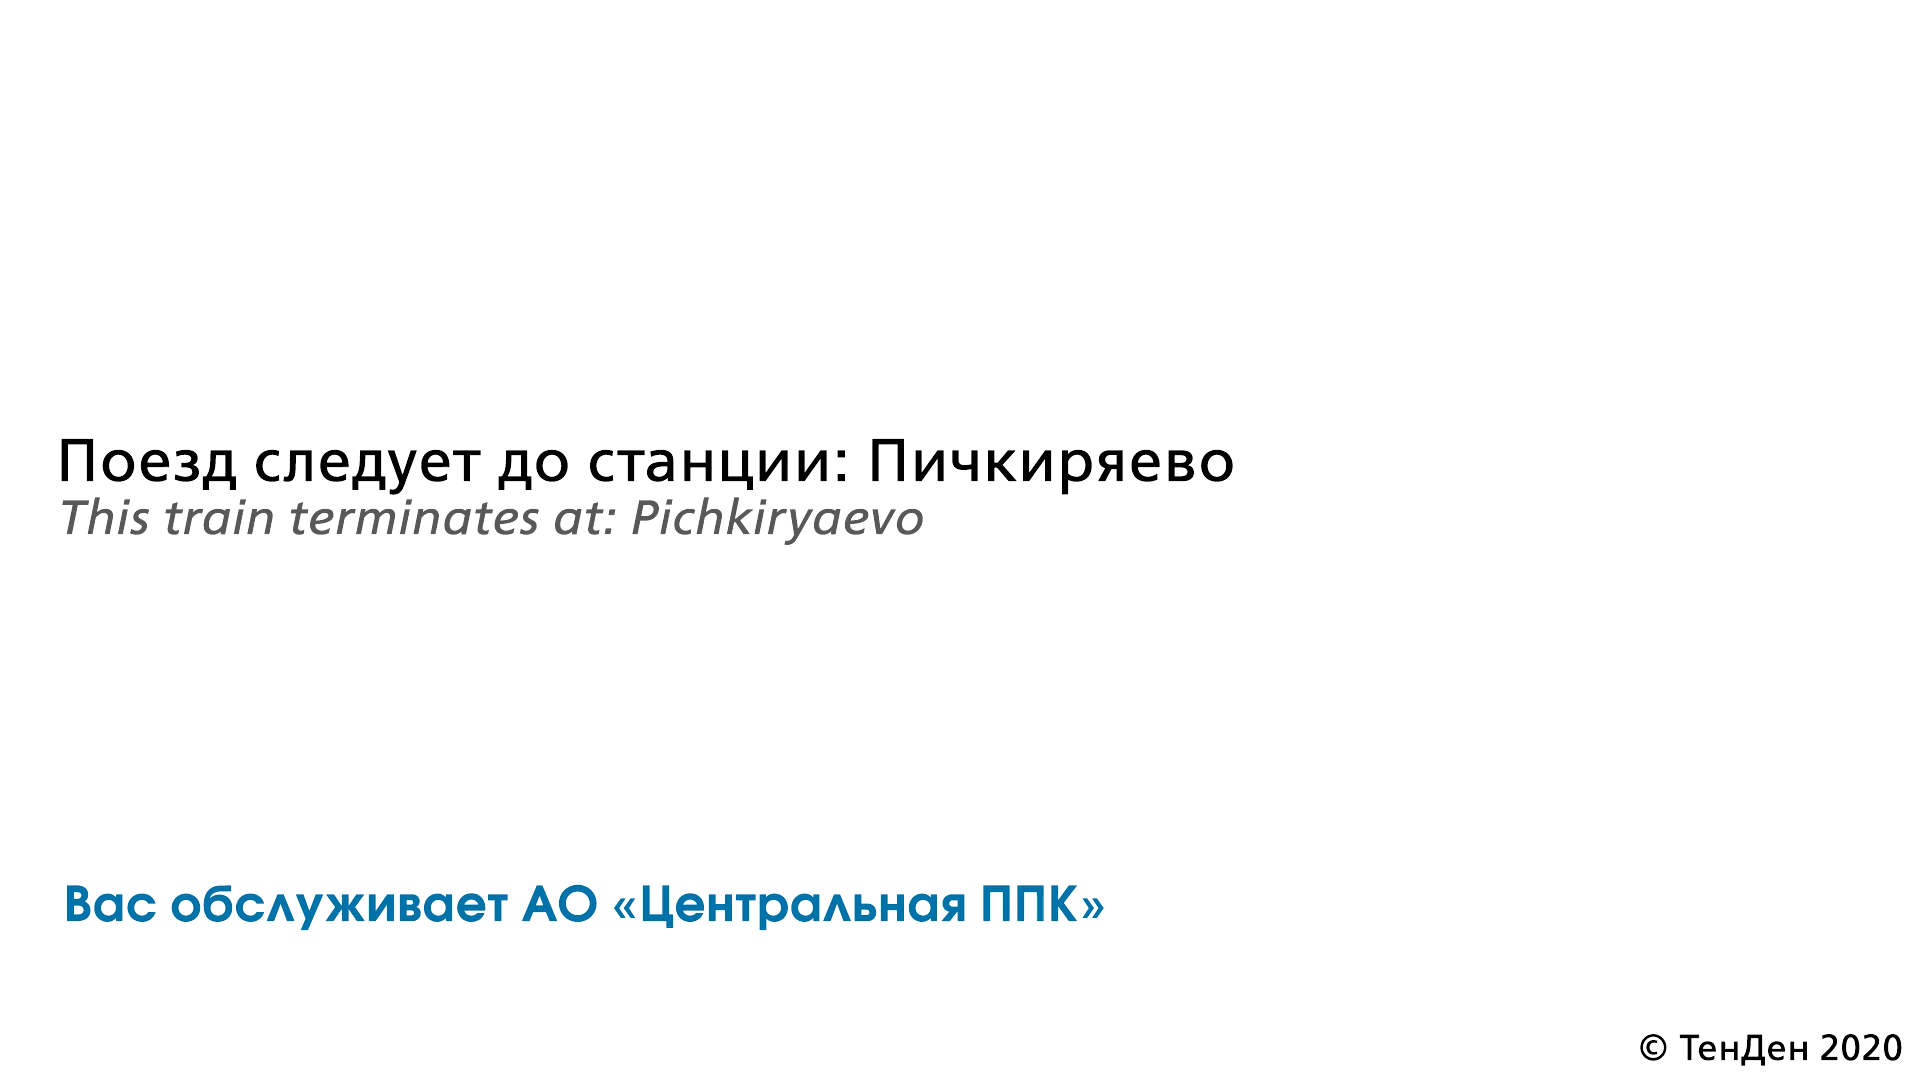 Поезд следует до станции: Пичкиряево
This train terminates at: Pichkiryaevo
Вас обслуживает АО «Центральная ППК»
© ТенДен 2020